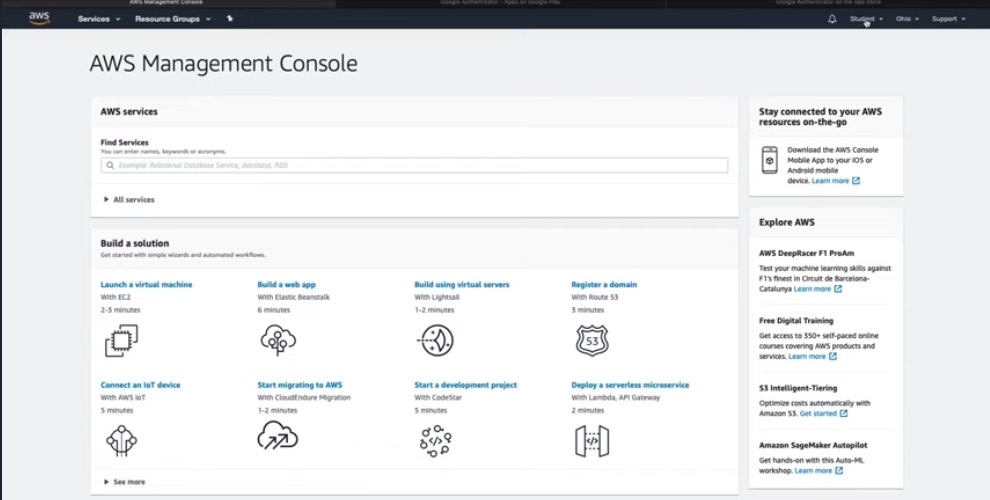 AWS Management Console
Google Authenticator - Apps on Google Play
Google Authenticator on the App Store
aws
Services
Resource Groups
Student
Ohio
Support
AWS Management Console
AWS services
Find Services
You can enter names, keywords or acronyms.
Example: Relational Database Service, database, RDS
All services
Build a solution
Get started with simple wizards and automated workflows.
Launch a virtual machine
With EC2
2-3 minutes
Build a web app
With Elastic Beanstalk
6 minutes
Build using virtual servers
With Lightsail
1-2 minutes
Register a domain
With Route 53
3 minutes
53
Connect an IoT device
With AWS IoT
5 minutes
Start migrating to AWS
With CloudEndure Migration
1-2 minutes
Start a development project
With CodeStar
5 minutes
Deploy a serverless microservice
With Lambda, API Gateway
2 minutes
See more
Stay connected to your AWS
resources on-the-go
Download the AWS Console
Mobile App to your iOS or
Android mobile
device. Learn more
Explore AWS
AWS DeepRacer F1 ProAm
Test your machine learning skills against
F1's finest in Circuit de Barcelona-
Catalunya Learn more
Free Digital Training
Get access to 350+ self-paced online
courses covering AWS products and
services. Learn more
S3 Intelligent-Tiering
Optimize costs automatically with
Amazon S3. Get started
Amazon SageMaker Autopilot
Get hands-on with this Auto-ML
workshop. Learn more